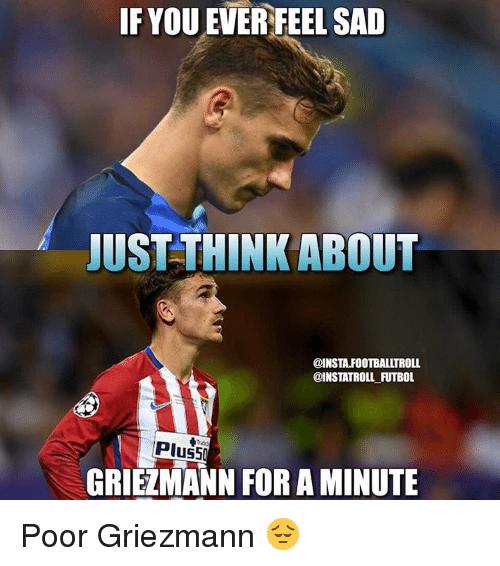 IF YOU EVER FEEL SAD
JUST THINK ABOUT
@INSTA.FOOTBALLTROLL
@INSTATROLL_FUTBOL
Plus500
GRIEZMANN FOR A MINUTE
Poor Griezmann 😔